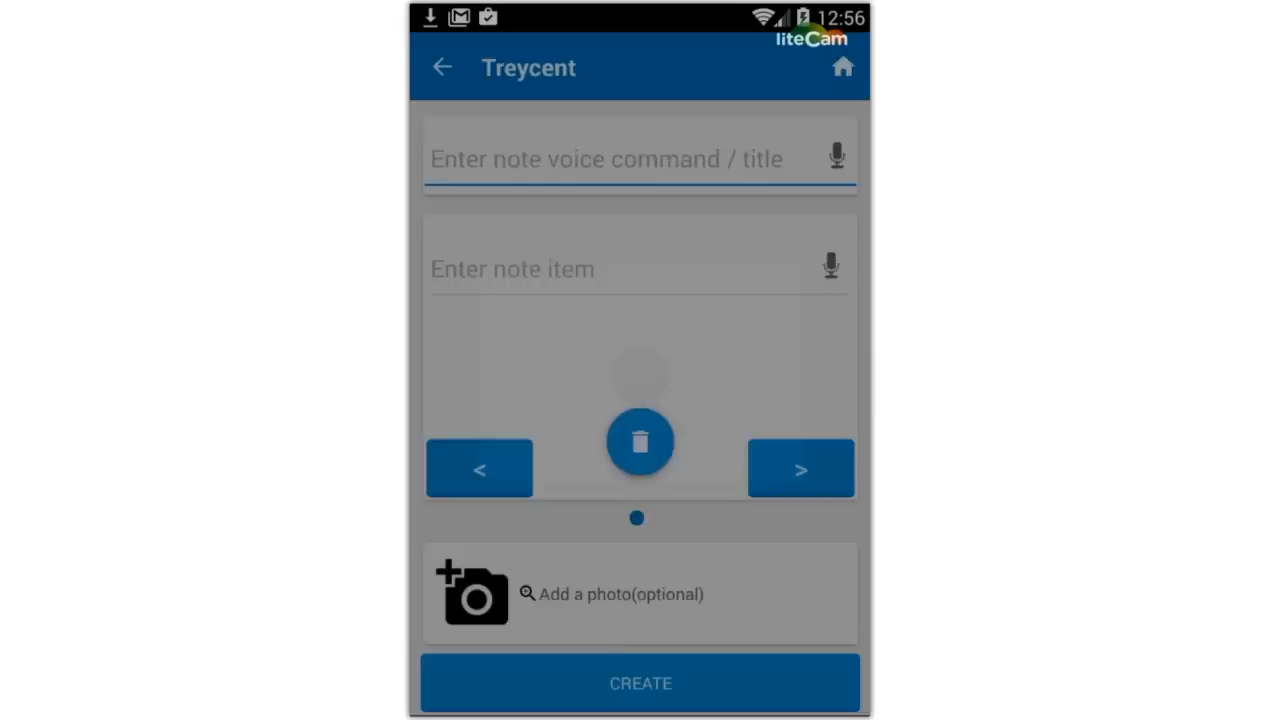 12:56
liteCam
Treycent
Enter note voice command / title
Enter note item
<
>
Add a photo(optional)
CREATE